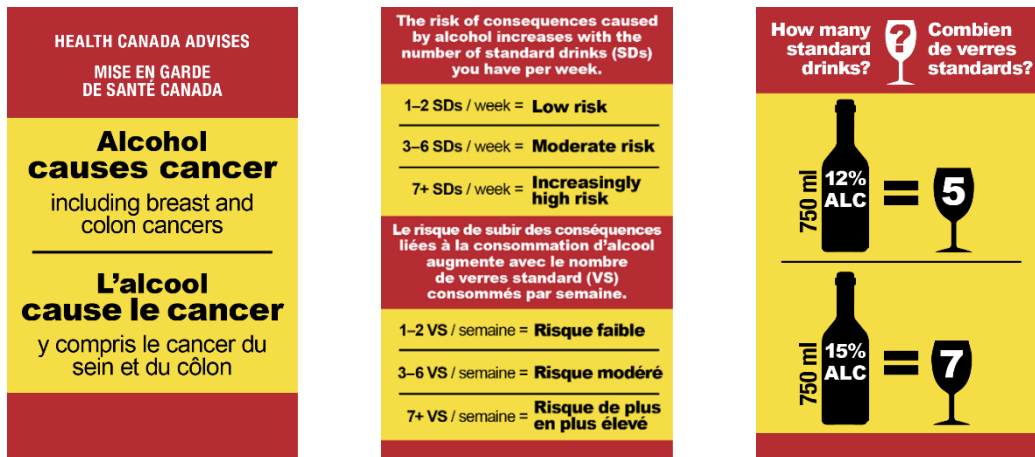 HEALTH CANADA ADVISES
MISE EN GARDE
DE SANTÉ CANADA
Alcohol
causes cancer
including breast and
colon cancers
L'alcool
cause le cancer
y compris le cancer du
sein et du côlon
The risk of consequences caused
by alcohol increases with the
number of standard drinks (SDs)
you have per week.
1–2 SDs / week = Low risk
3–6 SDs / week = Moderate risk
7+ SDs / week = Increasingly
high risk
Le risque de subir des conséquences
liées à la consommation d'alcool
augmente avec le nombre
de verres standard (VS)
consommés par semaine.
1–2 VS / semaine = Risque faible
3–6 VS / semaine = Risque modéré
7+ VS / semaine = Risque de plus
en plus élevé
How many
standard
drinks?
?
Combien
de verres
standards?
750 ml
12%
ALC
=
5
750 ml
15%
ALC
=
7